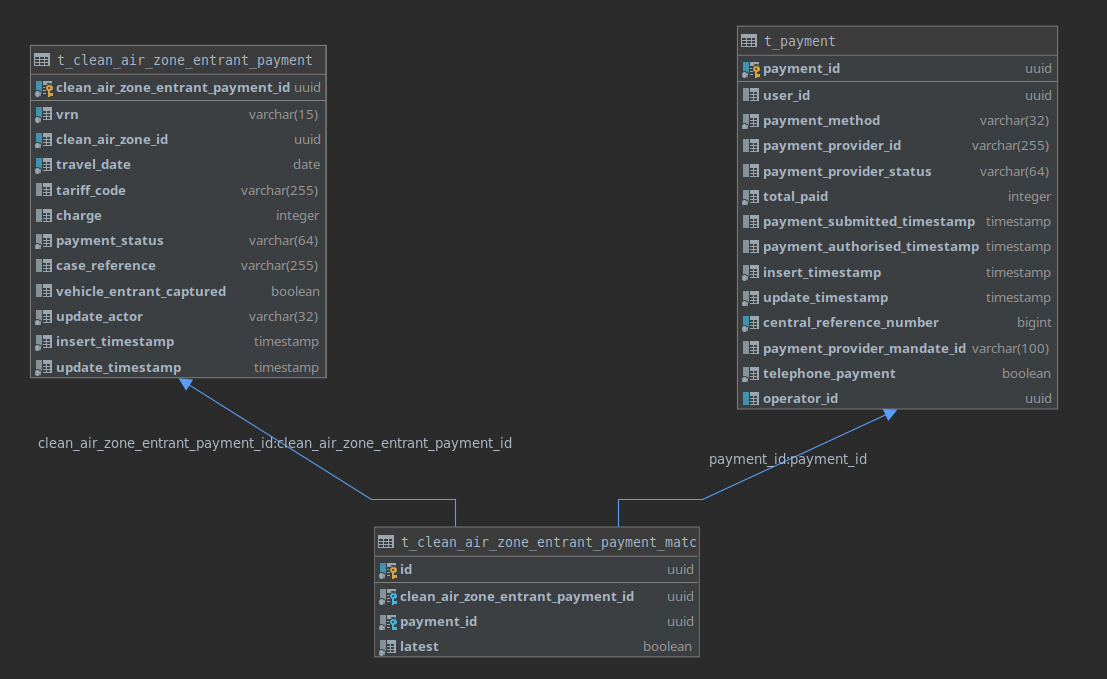 t_clean_air_zone_entrant_payment
clean_air_zone_entrant_payment_id uuid
vrn varchar(15)
clean_air_zone_id uuid
travel_date date
tariff_code varchar(255)
charge integer
payment_status varchar(64)
case_reference varchar(255)
vehicle_entrant_captured boolean
update_actor varchar(32)
insert_timestamp timestamp
update_timestamp timestamp
t_payment
payment_id uuid
user_id uuid
payment_method varchar(32)
payment_provider_id varchar(255)
payment_provider_status varchar(64)
total_paid integer
payment_submitted_timestamp timestamp
payment_authorised_timestamp timestamp
insert_timestamp timestamp
update_timestamp timestamp
central_reference_number bigint
payment_provider_mandate_id varchar(100)
telephone_payment boolean
operator_id uuid
clean_air_zone_entrant_payment_id:clean_air_zone_entrant_payment_id
payment_id:payment_id
t_clean_air_zone_entrant_payment_matc
id uuid
clean_air_zone_entrant_payment_id uuid
payment_id uuid
latest boolean